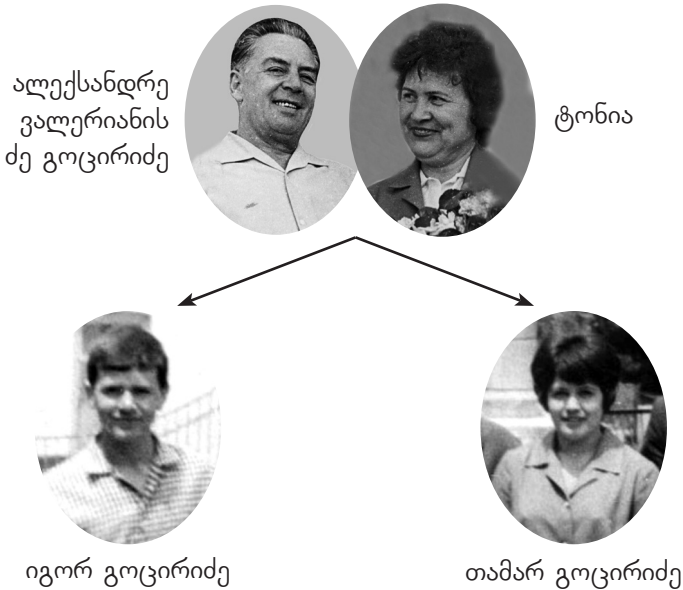 ალექსანდრე
ვალერიანის
ძე გოცირიძე
ტონია
იგორ გოცირიძე
თამარ გოცირიძე